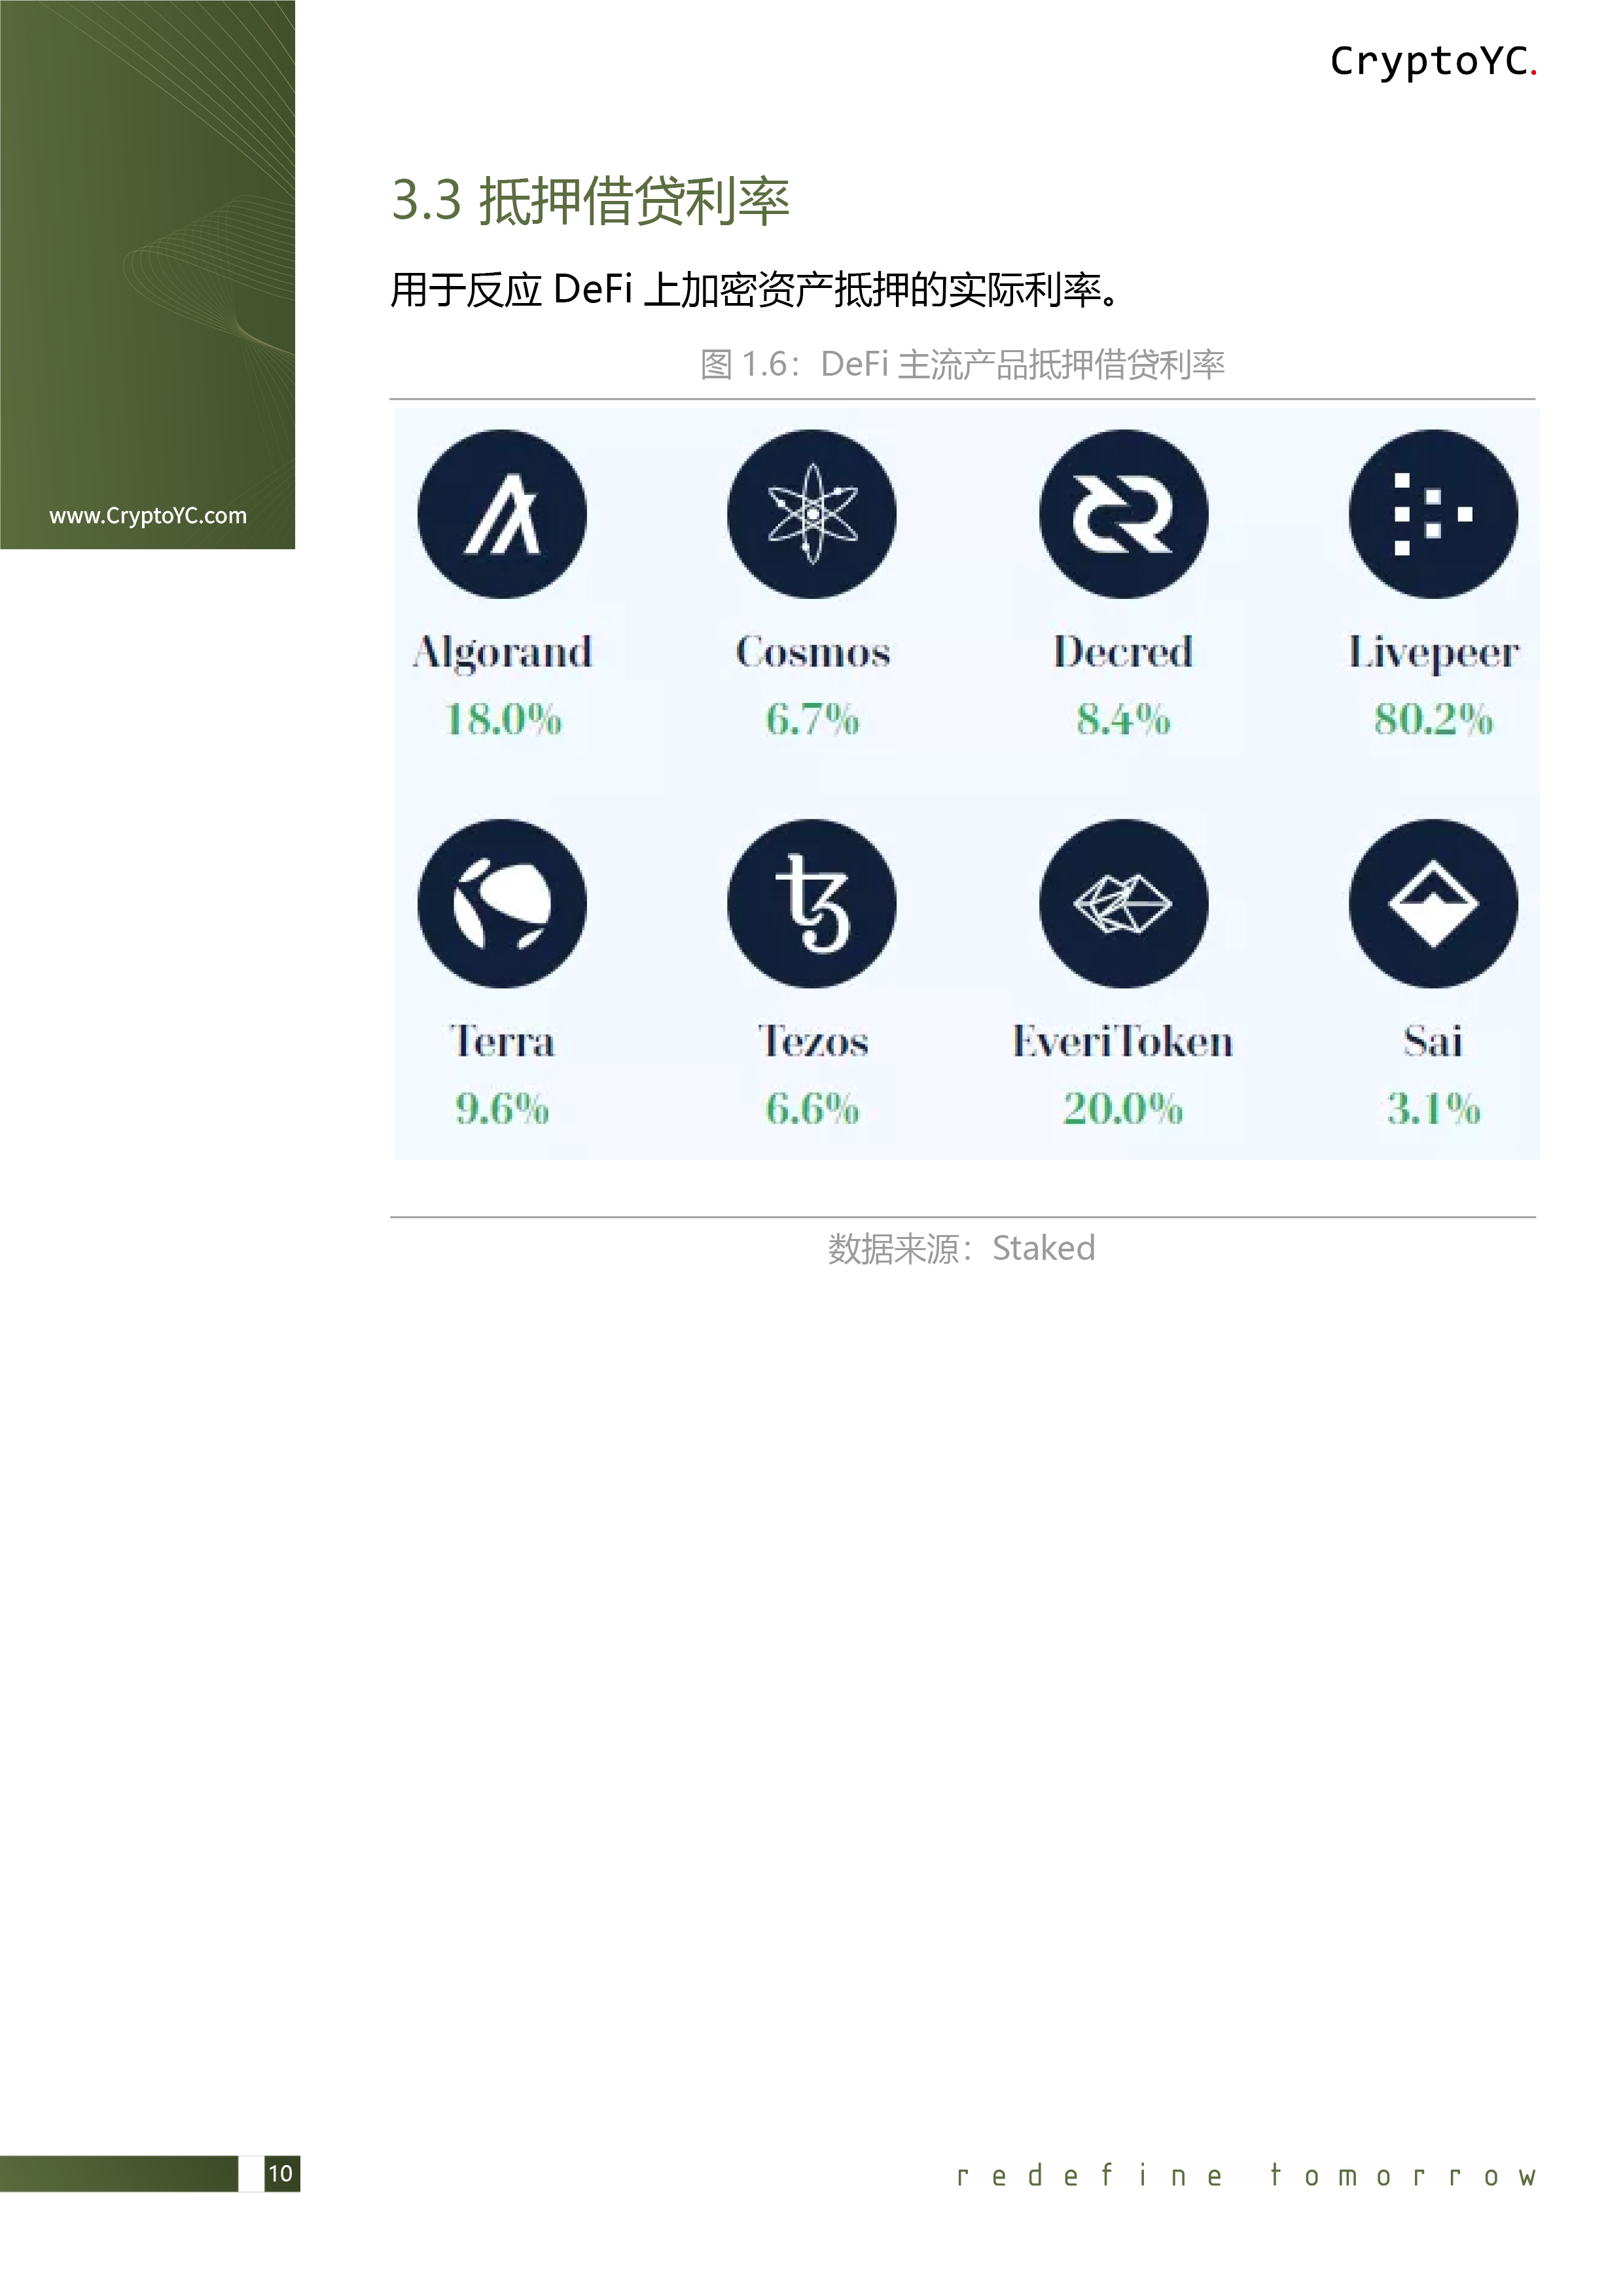 CryptoYC.
www.CryptoYC.com
3.3 抵押借贷利率
用于反应 DeFi 上加密资产抵押的实际利率。
图 1.6：DeFi 主流产品抵押借贷利率
Algorand Cosmos Decred Livepeer
18.0% 6.7% 8.4% 80.2%
Terra Tezos EveriToken Sai
9.6% 6.6% 20.0% 3.1%
数据来源：Staked
10
redefine tomorrow